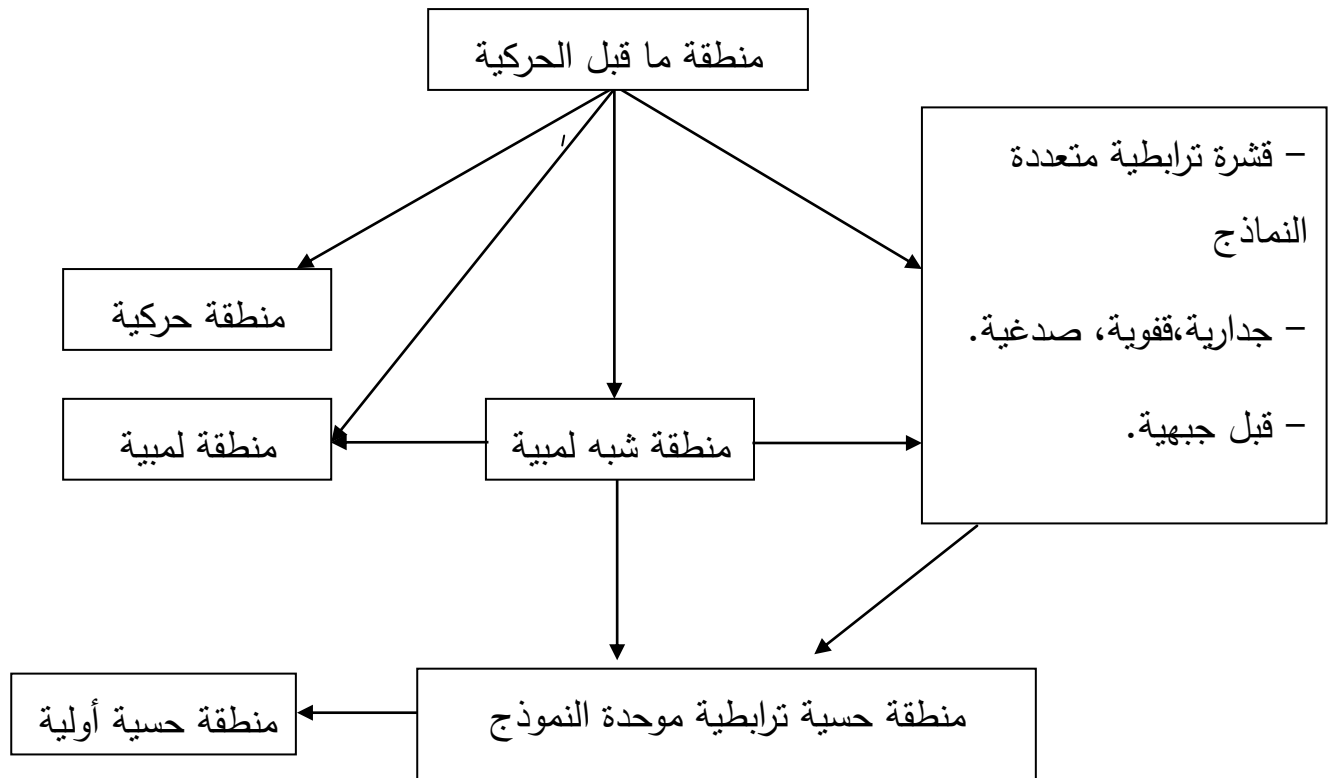 منطقة ما قبل الحركية
– قشرة ترابطية متعددة
النماذج
– جدارية،قفوية، صدغية.
– قبل جبهية.
منطقة حركية
منطقة شبه لمبية
منطقة لمبية
منطقة حسية ترابطية موحدة النموذج
منطقة حسية أولية